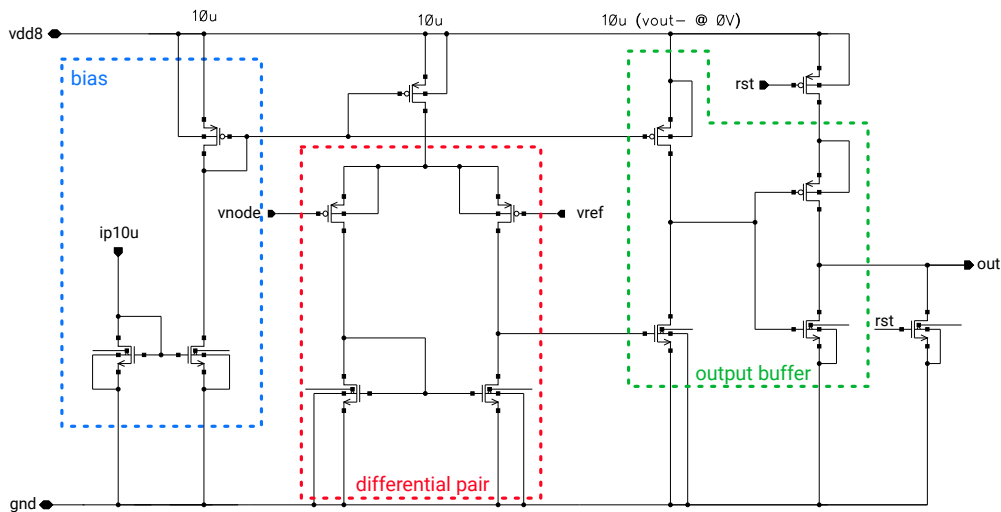 10u
10u
10u (vout- @ 0V)
vdd8
bias
rst
vnode
vref
ip10u
out
rst
output buffer
differential pair
gnd